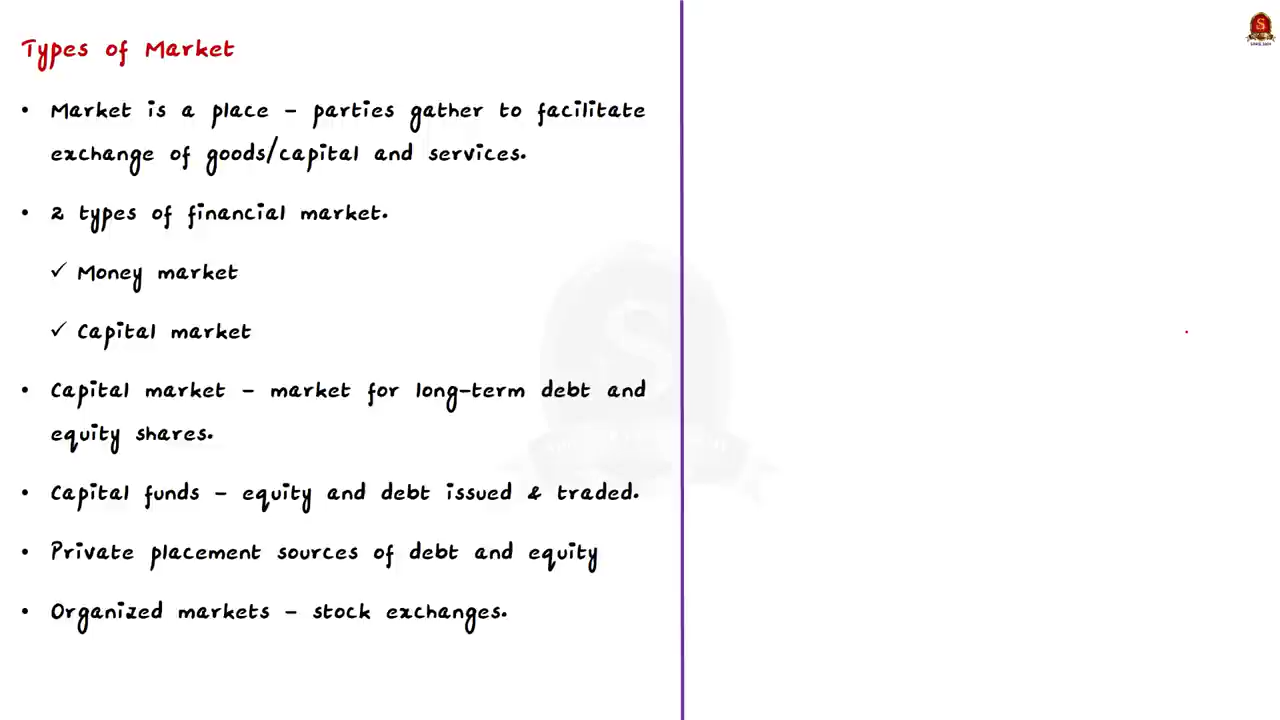 Types of Market
• Market is a place – parties gather to facilitate
exchange of goods/capital and services.
• 2 types of financial market.
✓ Money market
✓ Capital market
• Capital market – market for long-term debt and
equity shares.
• Capital funds – equity and debt issued & traded.
• Private placement sources of debt and equity
• Organized markets – stock exchanges.